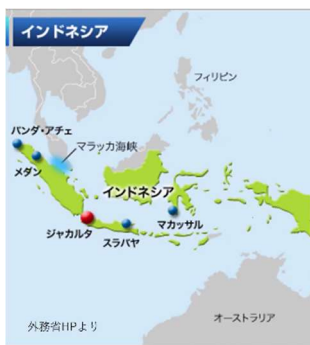 インドネシア
フィリピン
バンダ・アチェ
マラッカ海峡
メダン
インドネシア
ジャカルタ
マカッサル
スラバヤ
オーストラリア
外務省HPより